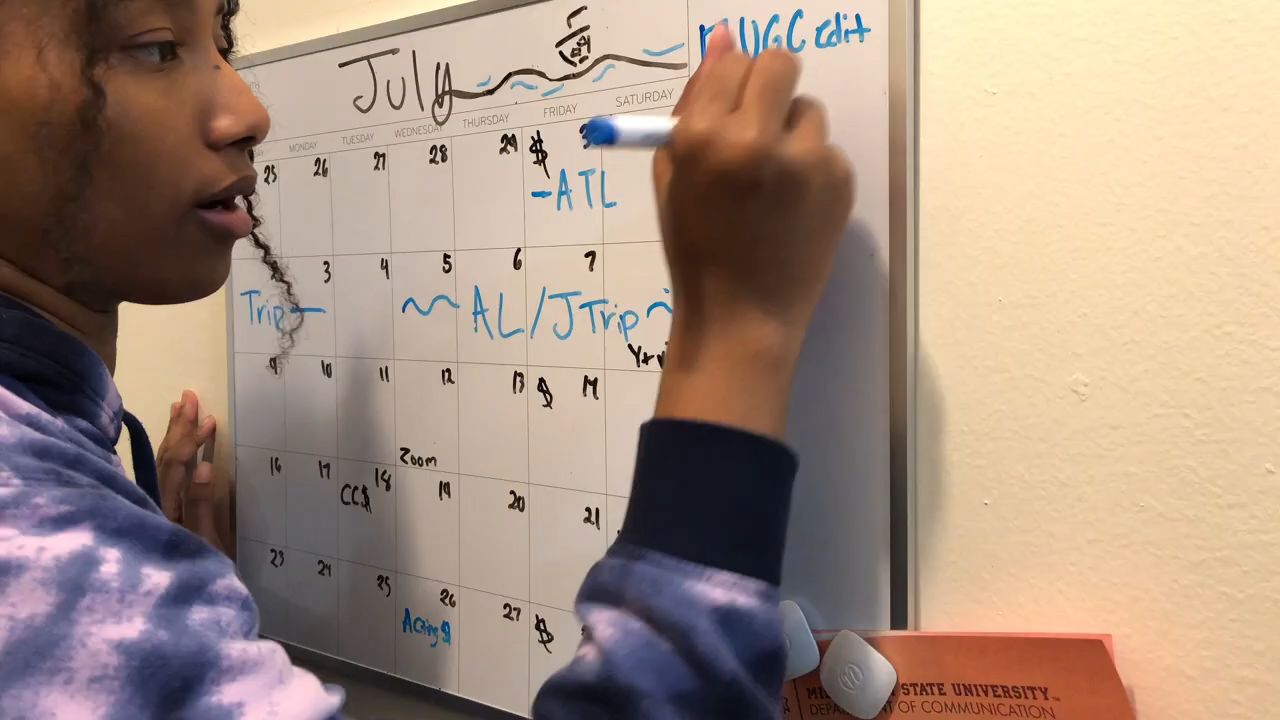 July
UGC Edit
MONDAY TUESDAY WEDNESDAY THURSDAY FRIDAY SATURDAY
25 26 27 28 29 $
-ATL
3 4 5 6 7
Trip — ~~ AL/J Trip ~
9 10 11 12 13 $ 14
Zoom
16 17 18 19 20 21
CC$
23 24 25 26 27 $
Acting
STATE UNIVERSITY
OF COMMUNICATION